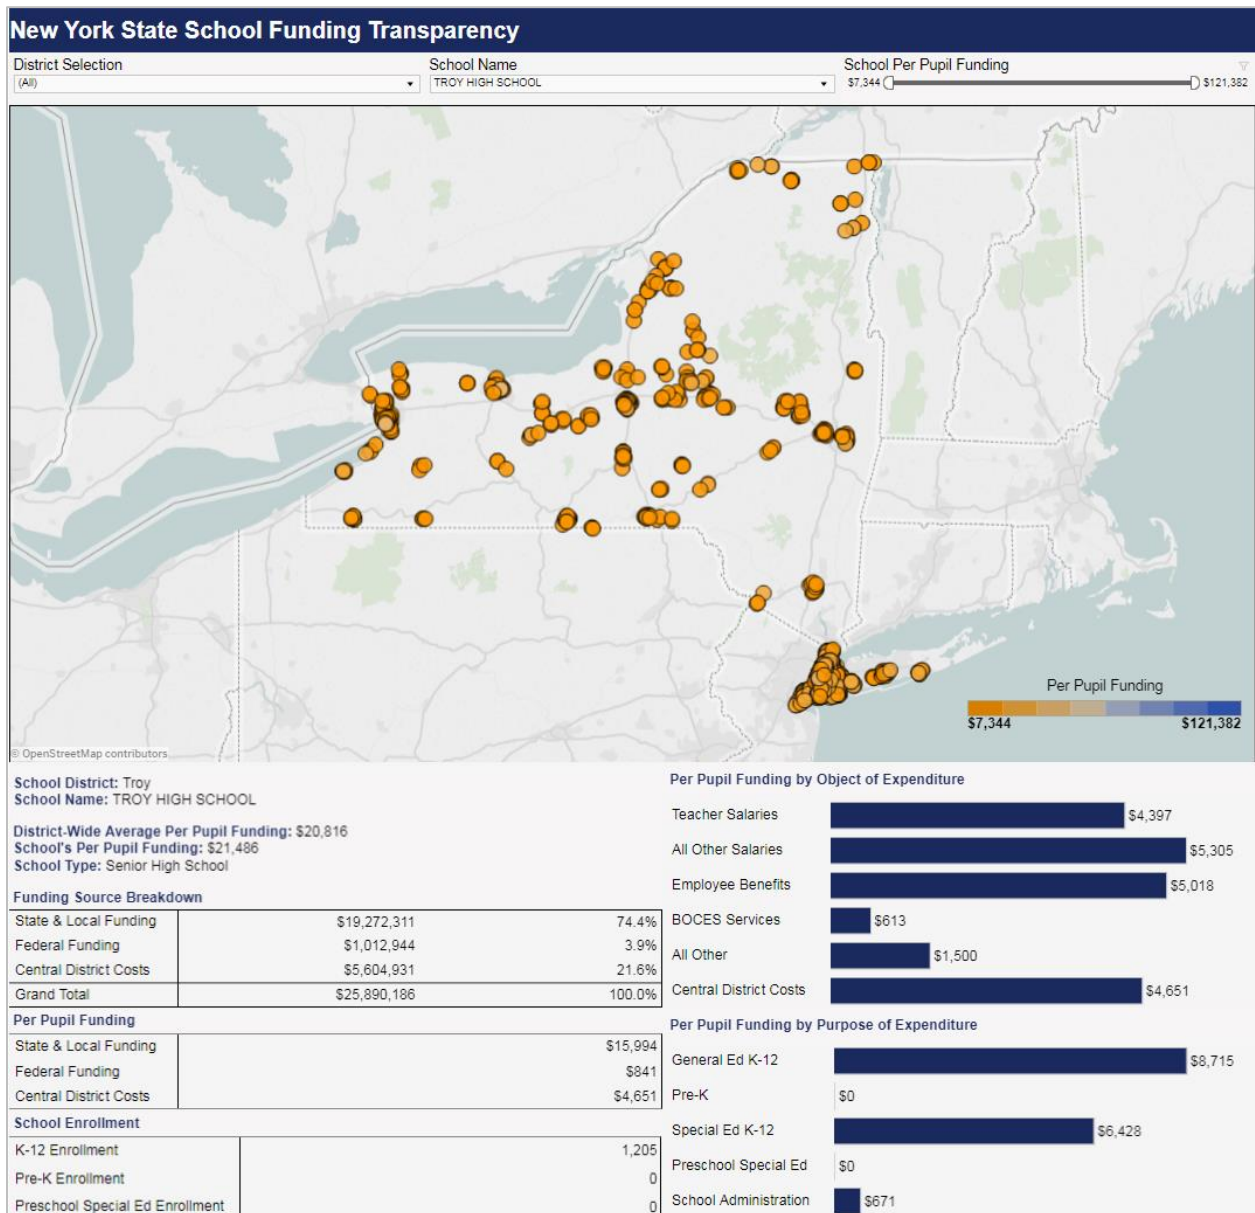 New York State School Funding Transparency
District Selection
School Name
School Per Pupil Funding
(All)
TROY HIGH SCHOOL
$7,344
$121,382
Per Pupil Funding
$7,344
$121,382
© OpenStreetMap contributors
School District: Troy
School Name: TROY HIGH SCHOOL
District-Wide Average Per Pupil Funding: $20,816
School's Per Pupil Funding: $21,486
School Type: Senior High School
Funding Source Breakdown
State & Local Funding $19,272,311 74.4%
Federal Funding $1,012,944 3.9%
Central District Costs $5,604,931 21.6%
Grand Total $25,890,186 100.0%
Per Pupil Funding
State & Local Funding $15,994
Federal Funding $841
Central District Costs $4,651
School Enrollment
K-12 Enrollment 1,205
Pre-K Enrollment 0
Preschool Special Ed Enrollment 0
Per Pupil Funding by Object of Expenditure
Teacher Salaries $4,397
All Other Salaries $5,305
Employee Benefits $5,018
BOCES Services $613
All Other $1,500
Central District Costs $4,651
Per Pupil Funding by Purpose of Expenditure
General Ed K-12 $8,715
Pre-K $0
Special Ed K-12 $6,428
Preschool Special Ed $0
School Administration $671